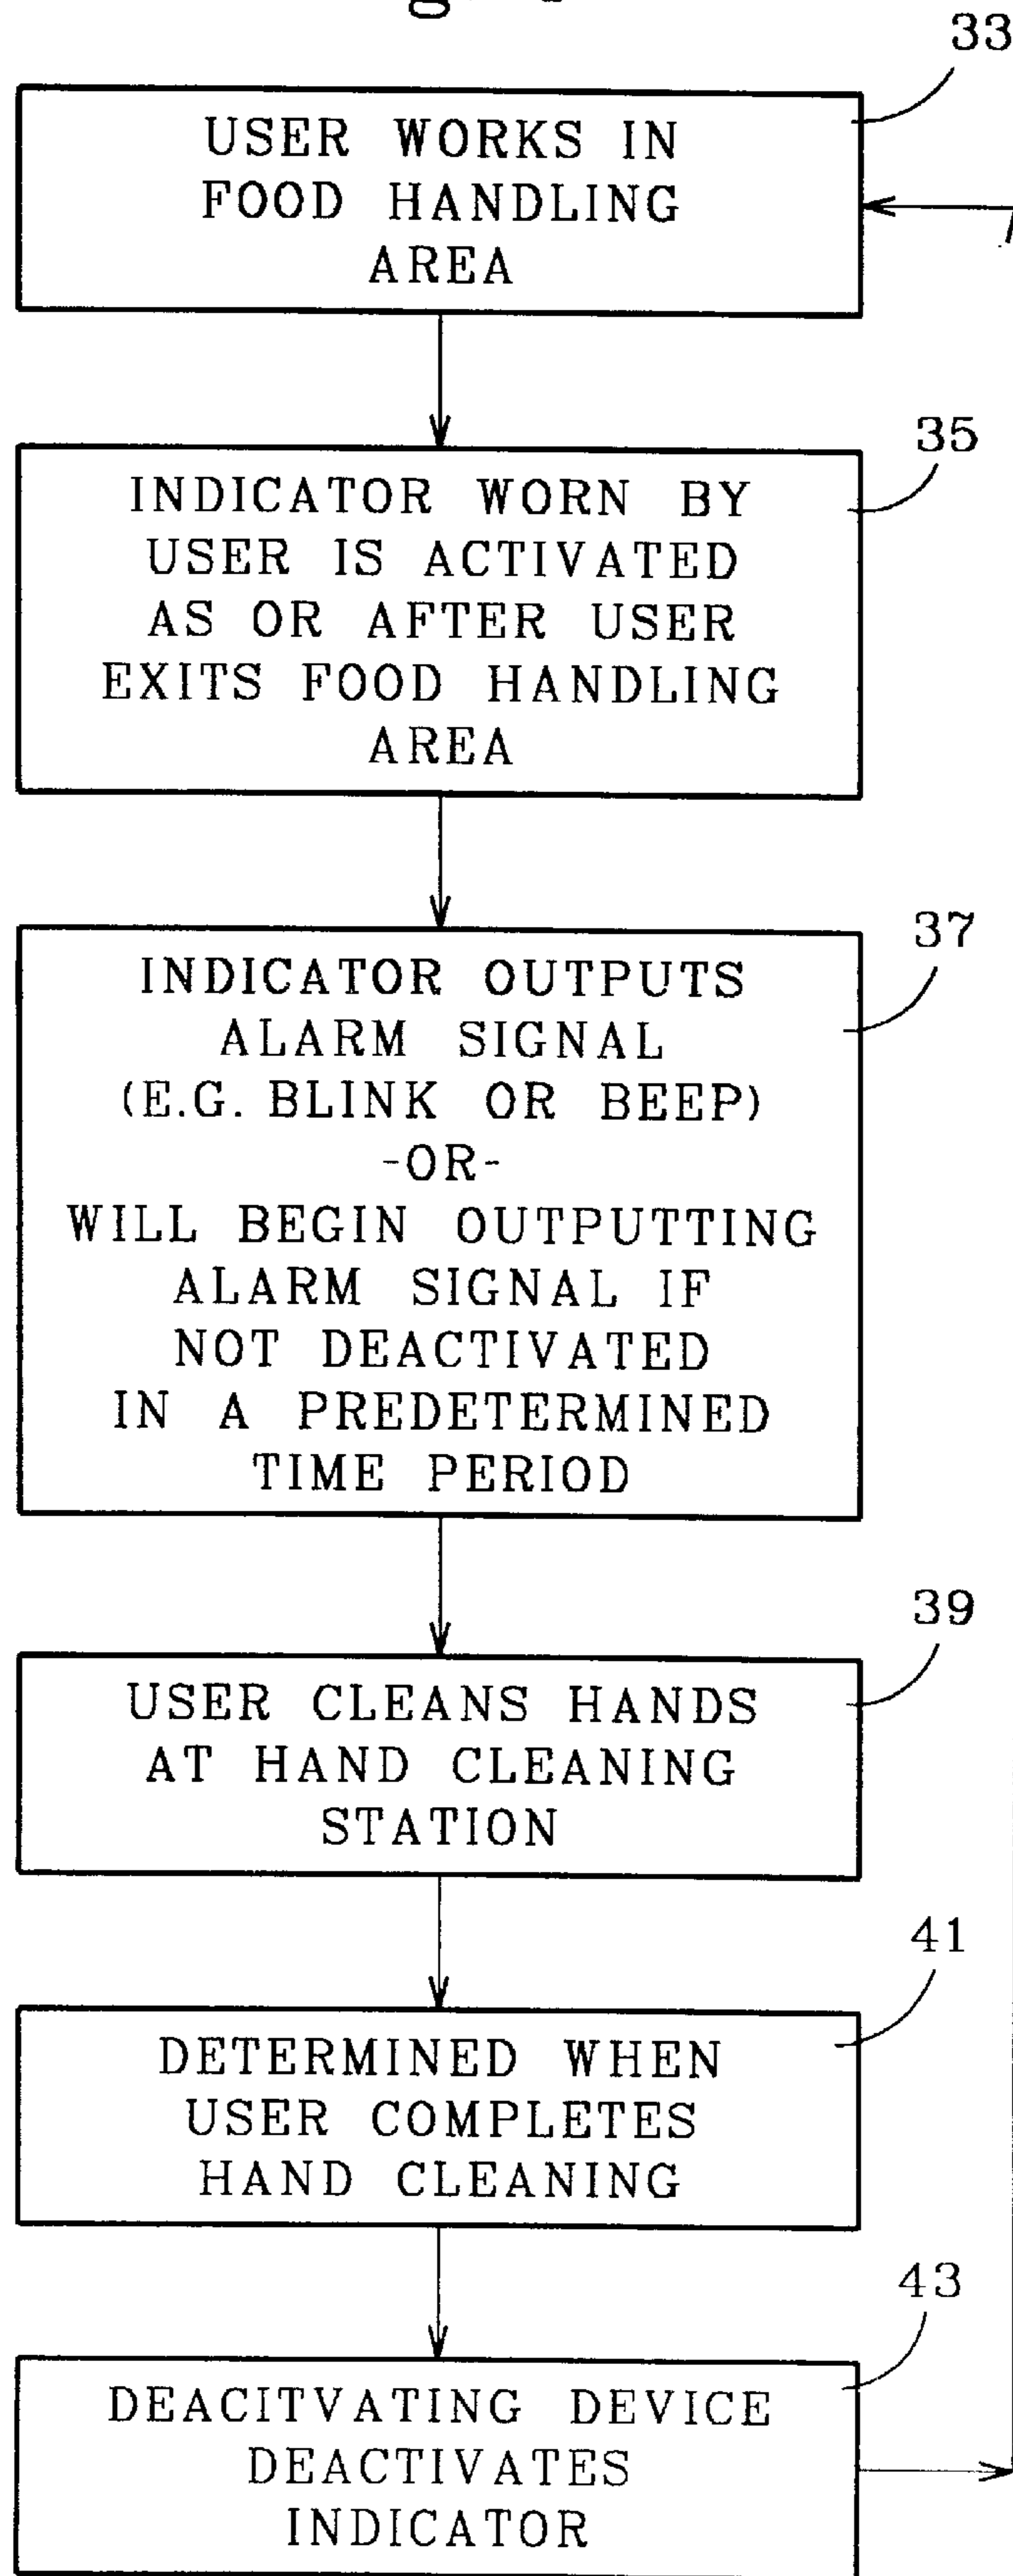 33
USER WORKS IN
FOOD HANDLING
AREA
35
INDICATOR WORN BY
USER IS ACTIVATED
AS OR AFTER USER
EXITS FOOD HANDLING
AREA
37
INDICATOR OUTPUTS
ALARM SIGNAL
(E.G. BLINK OR BEEP)
-OR-
WILL BEGIN OUTPUTTING
ALARM SIGNAL IF
NOT DEACTIVATED
IN A PREDETERMINED
TIME PERIOD
39
USER CLEANS HANDS
AT HAND CLEANING
STATION
41
DETERMINED WHEN
USER COMPLETES
HAND CLEANING
43
DEACITVATING DEVICE
DEACTIVATES
INDICATOR